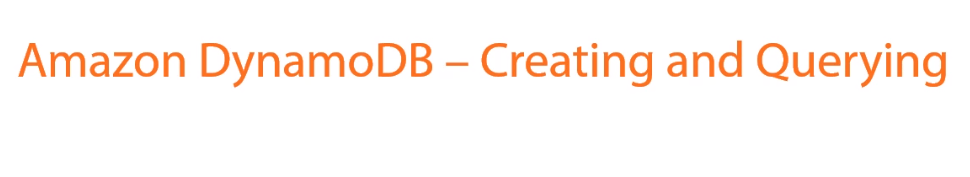 Amazon DynamoDB – Creating and Querying